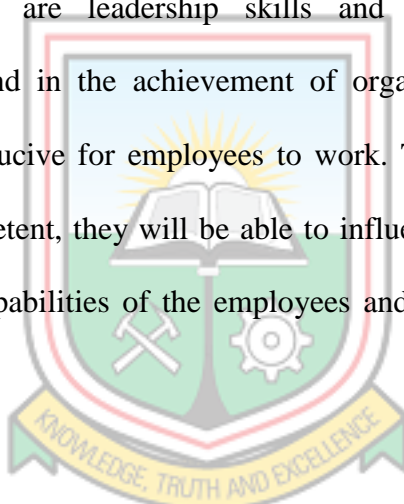 are leadership skills and
nd in the achievement of orga
ucive for employees to work. T
etent, they will be able to influe
pabilities of the employees and
KNOWLEDGE, TRUTH AND EXCELLENCE